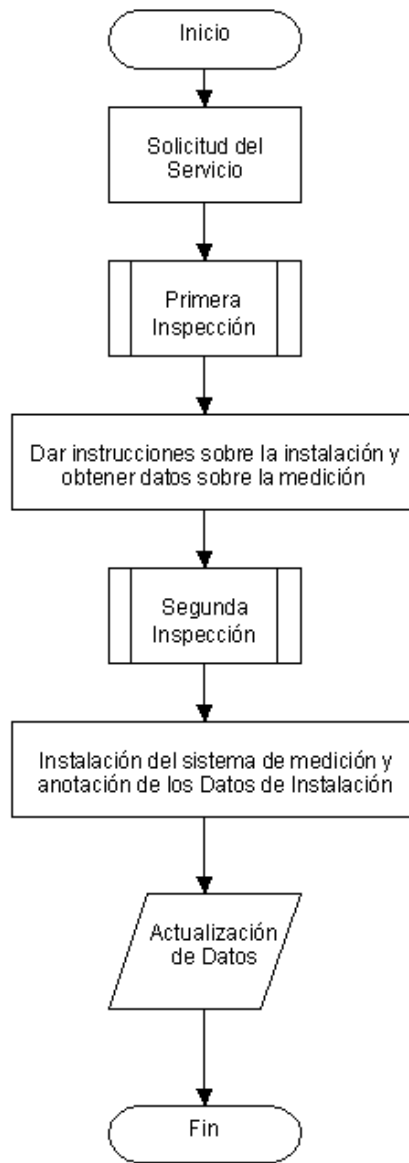 Inicio
Solicitud del
Servicio
Primera
Inspección
Dar instrucciones sobre la instalación y
obtener datos sobre la medición
Segunda
Inspección
Instalación del sistema de medición y
anotación de los Datos de Instalación
Actualización
de Datos
Fin